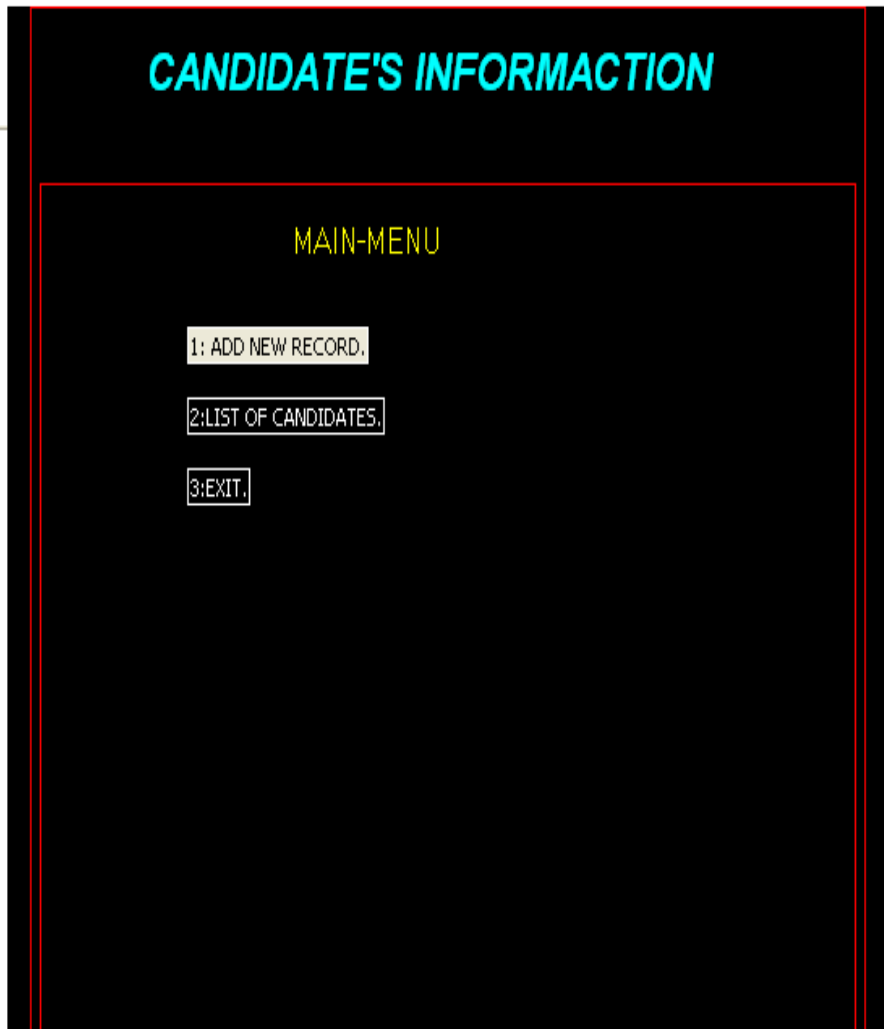 CANDIDATE'S INFORMACTION
MAIN-MENU
1: ADD NEW RECORD.
2:LIST OF CANDIDATES.
3:EXIT.